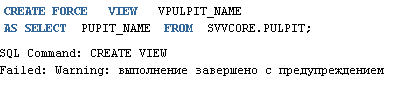 CREATE FORCE VIEW VPULPIT_NAME
AS SELECT PUPIT_NAME FROM SVVCORE.PULPIT;
SQL Command: CREATE VIEW
Failed: Warning: выполнение завершено с предупреждением